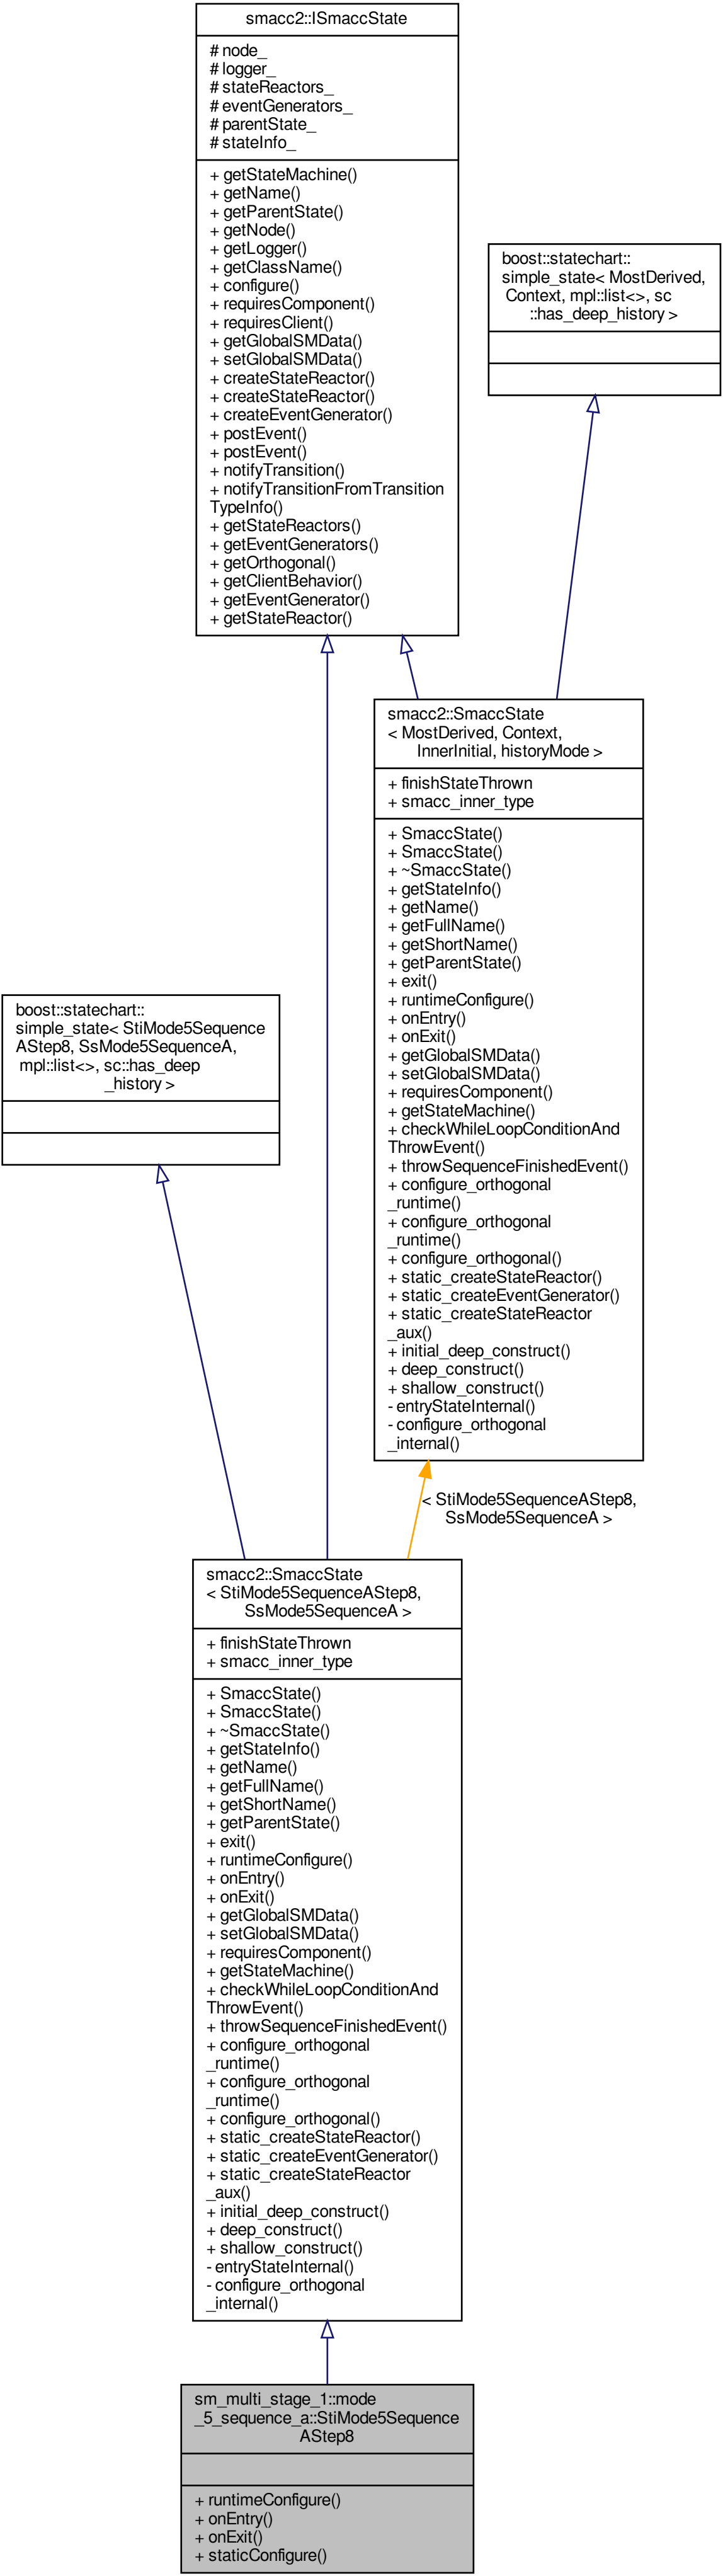 smacc2::ISmaccState
# node_
# logger_
# stateReactors_
# eventGenerators_
# parentState_
# stateInfo_
+ getStateMachine()
+ getName()
+ getParentState()
+ getNode()
+ getLogger()
+ getClassName()
+ configure()
+ requiresComponent()
+ requiresClient()
+ getGlobalSMData()
+ setGlobalSMData()
+ createStateReactor()
+ createStateReactor()
+ createEventGenerator()
+ postEvent()
+ postEvent()
+ notifyTransition()
+ notifyTransitionFromTransition
TypeInfo()
+ getStateReactors()
+ getEventGenerators()
+ getOrthogonal()
+ getClientBehavior()
+ getEventGenerator()
+ getStateReactor()
boost::statechart::
simple_state< MostDerived,
Context, mpl::list<>, sc
::has_deep_history >
smacc2::SmaccState
< MostDerived, Context,
InnerInitial, historyMode >
+ finishStateThrown
+ smacc_inner_type
+ SmaccState()
+ SmaccState()
+ ~SmaccState()
+ getStateInfo()
+ getName()
+ getFullName()
+ getShortName()
+ getParentState()
+ exit()
+ runtimeConfigure()
+ onEntry()
+ onExit()
+ getGlobalSMData()
+ setGlobalSMData()
+ requiresComponent()
+ getStateMachine()
+ checkWhileLoopConditionAnd
ThrowEvent()
+ throwSequenceFinishedEvent()
+ configure_orthogonal
_runtime()
+ configure_orthogonal
_runtime()
+ configure_orthogonal()
+ static_createStateReactor()
+ static_createEventGenerator()
+ static_createStateReactor
_aux()
+ initial_deep_construct()
+ deep_construct()
+ shallow_construct()
- entryStateInternal()
- configure_orthogonal
_internal()
boost::statechart::
simple_state< StiMode5Sequence
AStep8, SsMode5SequenceA,
mpl::list<>, sc::has_deep
_history >
< StiMode5SequenceAStep8,
SsMode5SequenceA >
smacc2::SmaccState
< StiMode5SequenceAStep8,
SsMode5SequenceA >
+ finishStateThrown
+ smacc_inner_type
+ SmaccState()
+ SmaccState()
+ ~SmaccState()
+ getStateInfo()
+ getName()
+ getFullName()
+ getShortName()
+ getParentState()
+ exit()
+ runtimeConfigure()
+ onEntry()
+ onExit()
+ getGlobalSMData()
+ setGlobalSMData()
+ requiresComponent()
+ getStateMachine()
+ checkWhileLoopConditionAnd
ThrowEvent()
+ throwSequenceFinishedEvent()
+ configure_orthogonal
_runtime()
+ configure_orthogonal
_runtime()
+ configure_orthogonal()
+ static_createStateReactor()
+ static_createEventGenerator()
+ static_createStateReactor
_aux()
+ initial_deep_construct()
+ deep_construct()
+ shallow_construct()
- entryStateInternal()
- configure_orthogonal
_internal()
sm_multi_stage_1::mode
_5_sequence_a::StiMode5Sequence
AStep8
+ runtimeConfigure()
+ onEntry()
+ onExit()
+ staticConfigure()